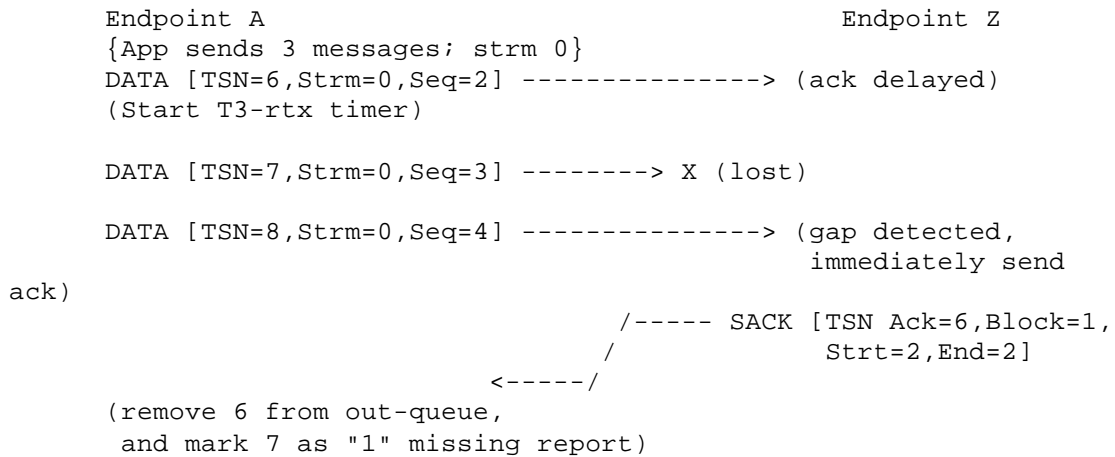 Endpoint A                                    Endpoint Z
{App sends 3 messages; strm 0}
DATA [TSN=6,Strm=0,Seq=2] ---------------> (ack delayed)
(Start T3-rtx timer)
DATA [TSN=7,Strm=0,Seq=3] --------> X (lost)
DATA [TSN=8,Strm=0,Seq=4] ---------------> (gap detected,
immediately send
ack)
/----- SACK [TSN Ack=6,Block=1,
/              Strt=2,End=2]
<-----/
(remove 6 from out-queue,
and mark 7 as "1" missing report)